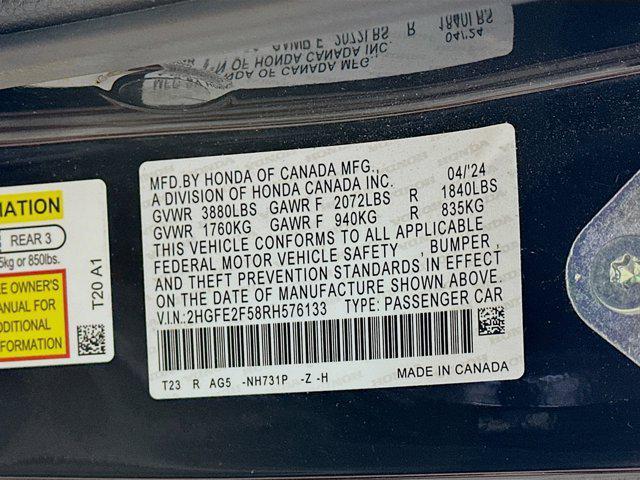 MFD.BY HONDA OF CANADA MFG., 04/'24
A DIVISION OF HONDA CANADA INC.
GVWR 3880LBS GAWR F 2072LBS R 1840LBS
GVWR 1760KG GAWR F 940KG R 835KG
THIS VEHICLE CONFORMS TO ALL APPLICABLE
FEDERAL MOTOR VEHICLE SAFETY , BUMPER,
AND THEFT PREVENTION STANDARDS IN EFFECT
ON THE DATE OF MANUFACTURE SHOWN ABOVE.
V.I.N:2HGFE2F58RH576133 TYPE: PASSENGER CAR
T23 R AG5 -NH731P -Z -H
MADE IN CANADA
MATION
REAR 3
5kg or 850lbs.
E OWNER'S
ANUAL FOR
DDITIONAL
FORMATION
T20 A1